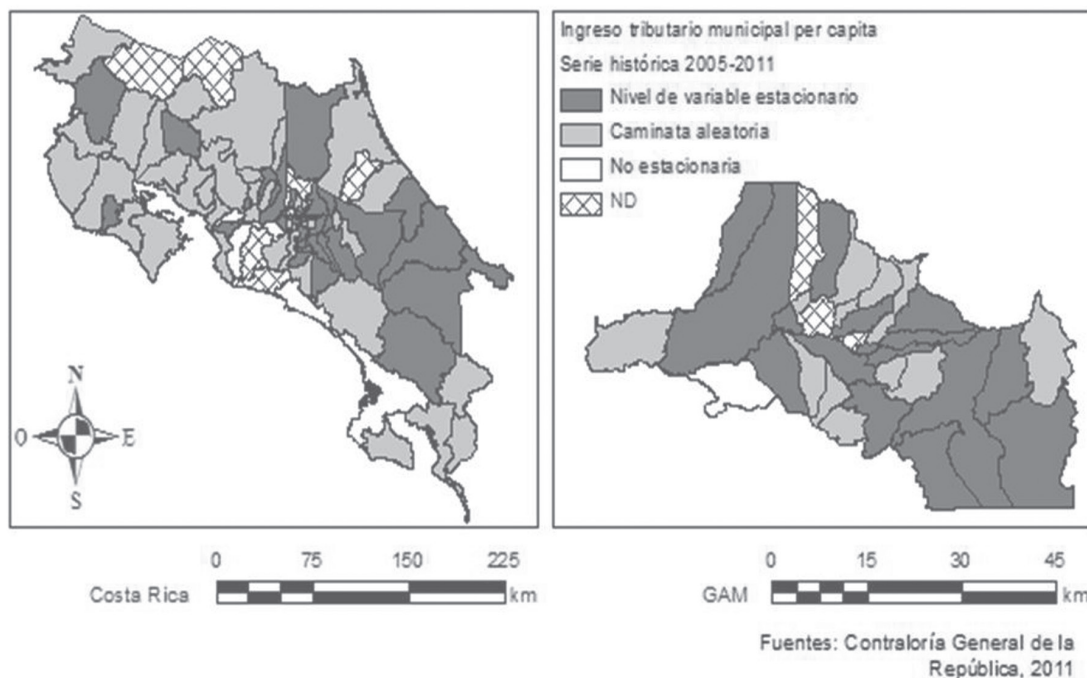 Ingreso tributario municipal per capita
Serie histórica 2005-2011
Nivel de variable estacionario
Caminata aleatoria
No estacionaria
ND
N
O
E
S
0 75 150 225
Costa Rica
km
0 15 30 45
GAM
km
Fuentes: Contraloría General de la
República, 2011